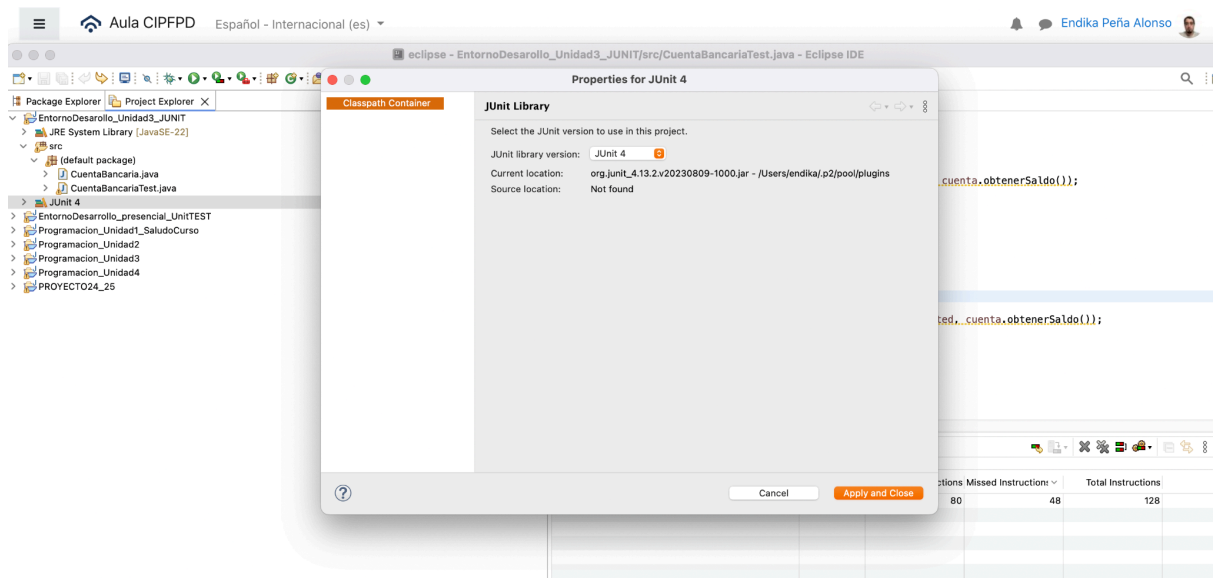 Aula CIPFPD
Español - Internacional (es)
Endika Peña Alonso
eclipse - EntornoDesarollo_Unidad3_JUNIT/src/CuentaBancariaTest.java - Eclipse IDE
Properties for JUnit 4
Package Explorer
Project Explorer
EntornoDesarollo_Unidad3_JUNIT
JRE System Library [JavaSE-22]
src
(default package)
CuentaBancaria.java
CuentaBancariaTest.java
JUnit 4
EntornoDesarrollo_presencial_UnitTEST
Programacion_Unidad1_SaludoCurso
Programacion_Unidad2
Programacion_Unidad3
Programacion_Unidad4
PROYECTO24_25
Classpath Container
JUnit Library
Select the JUnit version to use in this project.
JUnit library version: JUnit 4
Current location: org.junit_4.13.2.v20230809-1000.jar - /Users/endika/.p2/pool/plugins
Source location: Not found
Cancel
Apply and Close
cuenta.obtenerSaldo());
ted, cuenta.obtenerSaldo());
ctions Missed Instructions Total Instructions
80 48 128